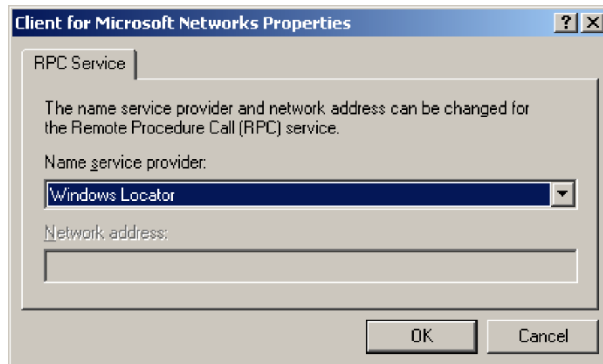 Client for Microsoft Networks Properties
RPC Service
The name service provider and network address can be changed for
the Remote Procedure Call (RPC) service.
Name service provider:
Windows Locator
Network address:
OK Cancel